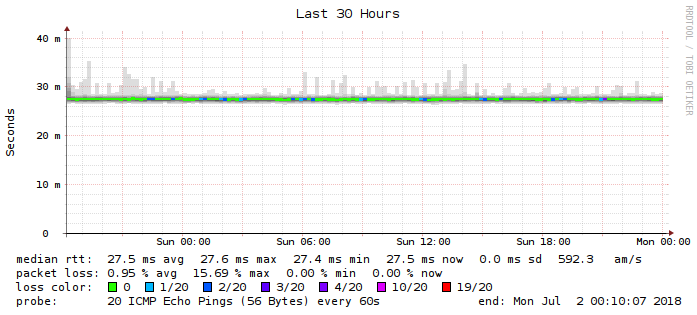 Last 30 Hours
RRDTOOL / TOBI OETIKER
Seconds
40 m
30 m
20 m
10 m
0
Sun 00:00 Sun 06:00 Sun 12:00 Sun 18:00 Mon 00:00
median rtt: 27.5 ms avg 27.6 ms max 27.4 ms min 27.5 ms now 0.0 ms sd 592.3 am/s
packet loss: 0.95 % avg 15.69 % max 0.00 % min 0.00 % now
loss color: 0 1/20 2/20 3/20 4/20 10/20 19/20
probe: 20 ICMP Echo Pings (56 Bytes) every 60s end: Mon Jul 2 00:10:07 2018